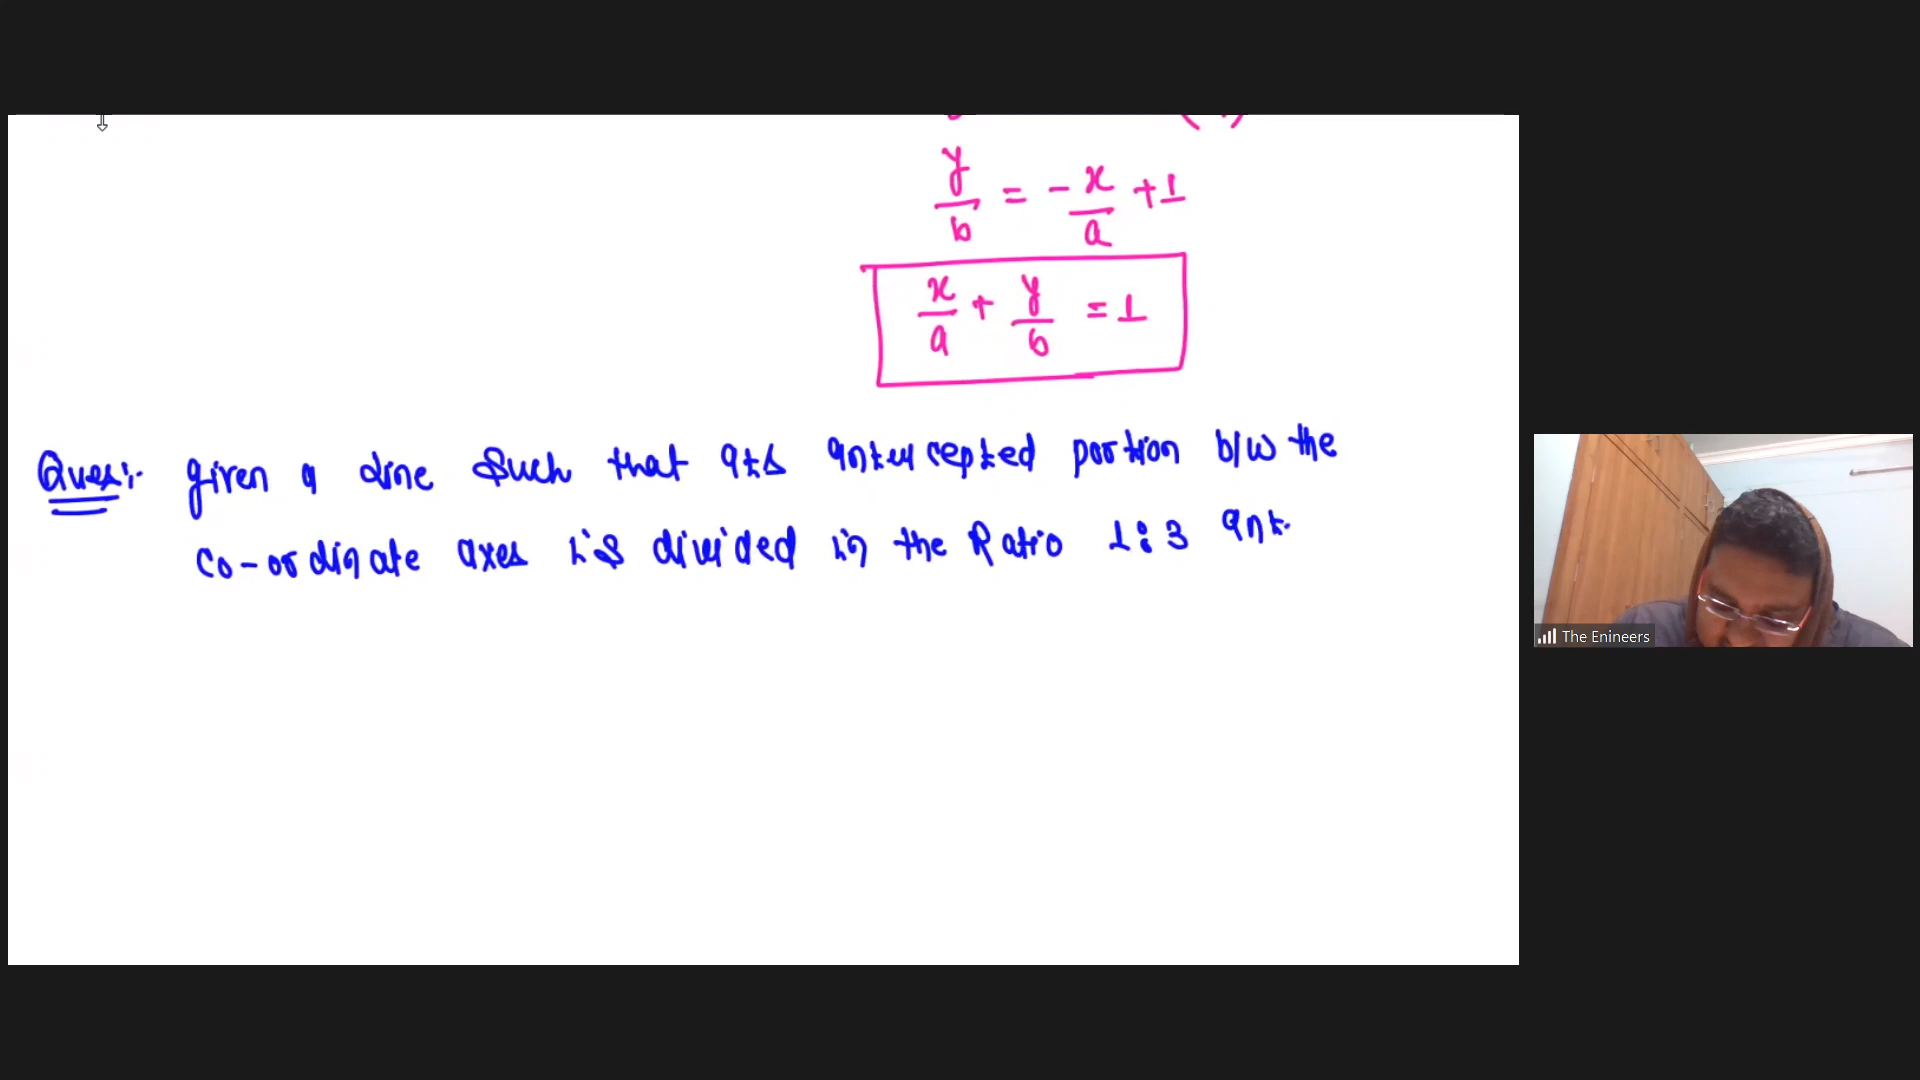 y/b = -x/a + 1
x/a + y/b = 1
Ques:- given a line such that its intercepted portion b/w the
co-ordinate axes is divided in the Ratio 1:3 int.
The Enineers